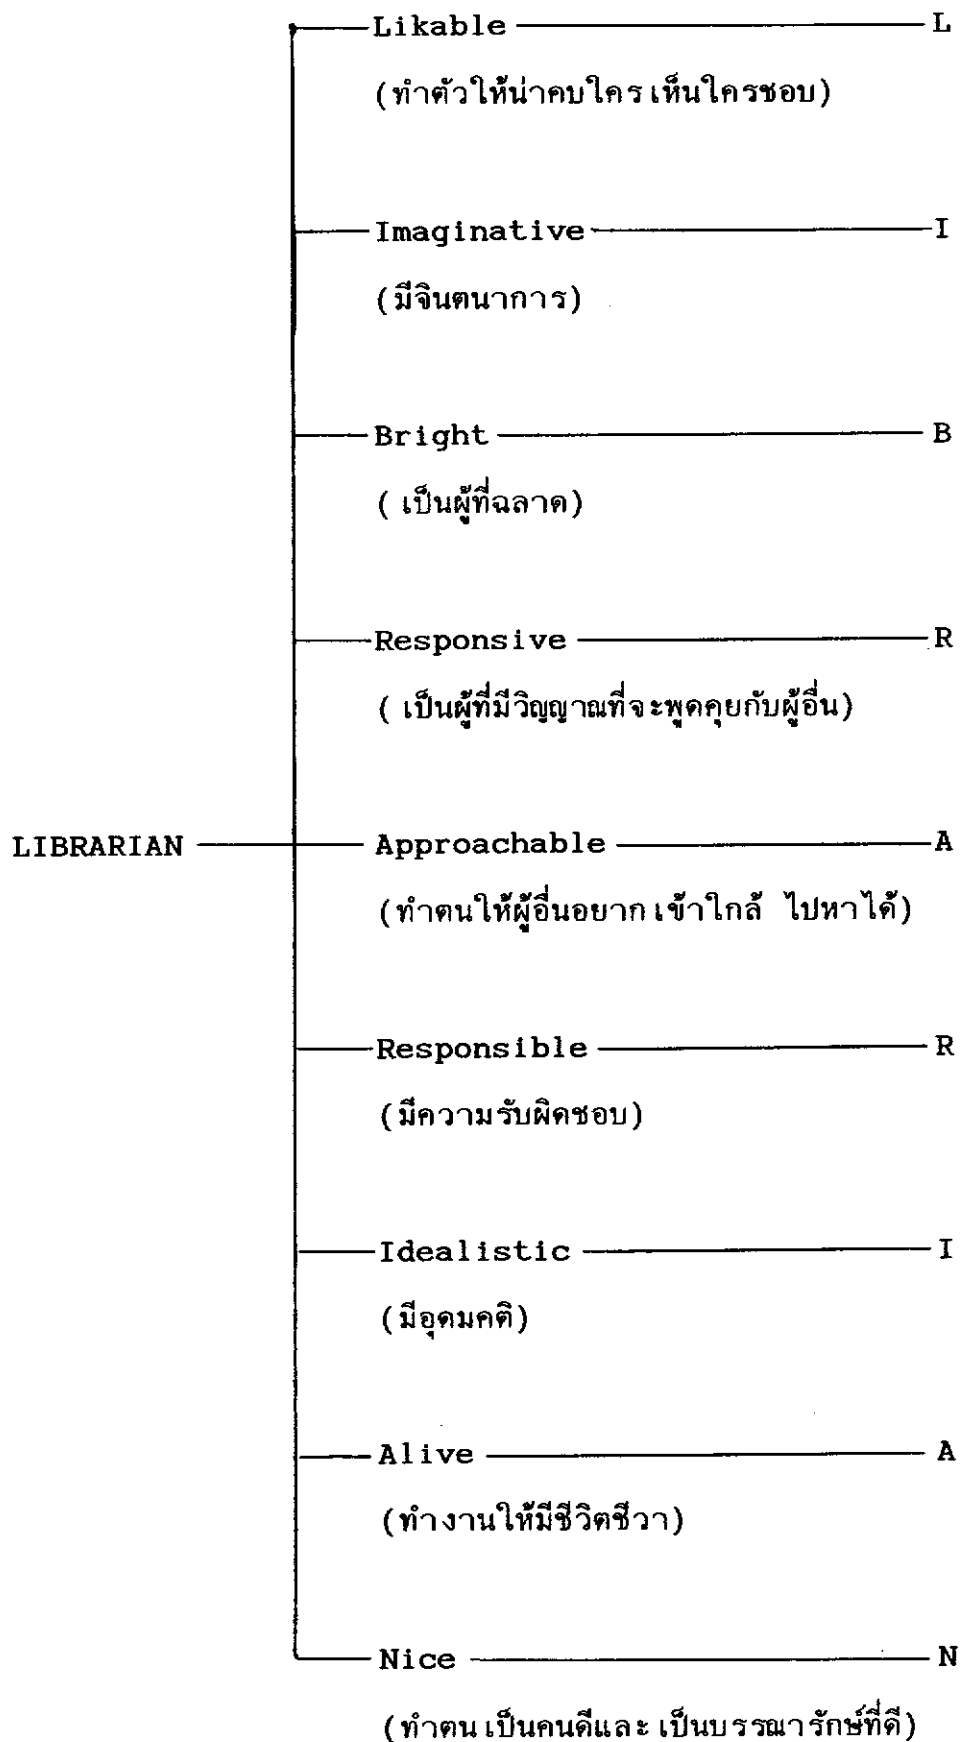 Likable L
(ทำตัวให้น่าคบใครเห็นใครชอบ)
Imaginative I
(มีจินตนาการ)
Bright B
(เป็นผู้ที่ฉลาด)
Responsive R
(เป็นผู้ที่มีวิญญาณที่จะพูดคุยกับผู้อื่น)
LIBRARIAN Approachable A
(ทำตนให้ผู้อื่นอยากเข้าใกล้ ไปหาได้)
Responsible R
(มีความรับผิดชอบ)
Idealistic I
(มีอุดมคติ)
Alive A
(ทำงานให้มีชีวิตชีวา)
Nice N
(ทำตนเป็นคนดีและเป็นบรรณารักษ์ที่ดี)